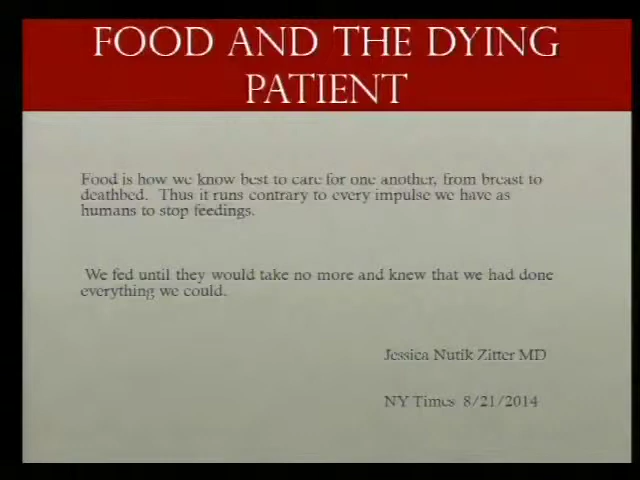 FOOD AND THE DYING
PATIENT
Food is how we know best to care for one another, from breast to
deathbed. Thus it runs contrary to every impulse we have as
humans to stop feedings.
We fed until they would take no more and knew that we had done
everything we could.
Jessica Nutik Zitter MD
NY Times 8/21/2014